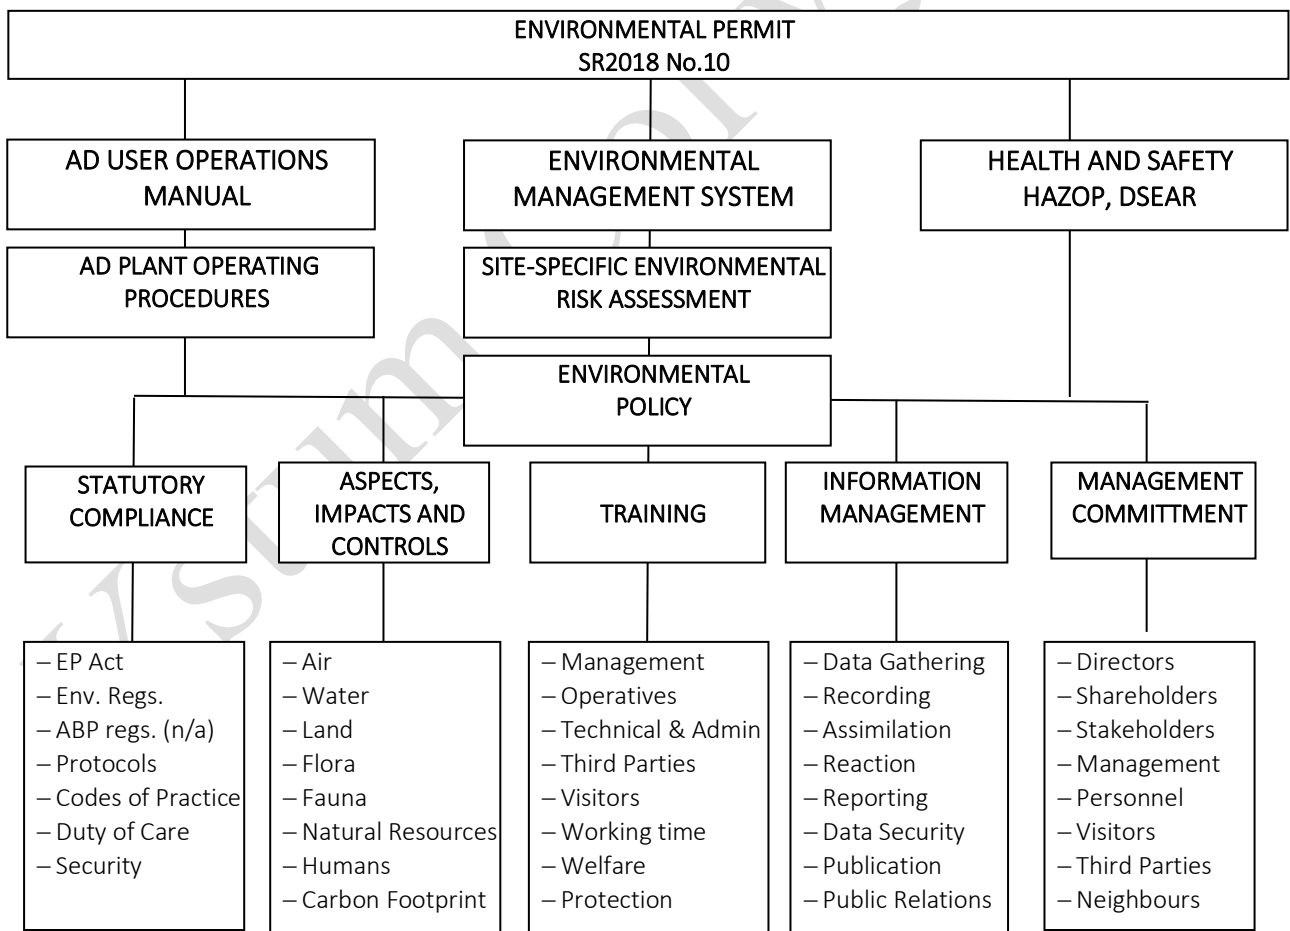 ENVIRONMENTAL PERMIT
SR2018 No.10
AD USER OPERATIONS
MANUAL
ENVIRONMENTAL
MANAGEMENT SYSTEM
HEALTH AND SAFETY
HAZOP, DSEAR
AD PLANT OPERATING
PROCEDURES
SITE-SPECIFIC ENVIRONMENTAL
RISK ASSESSMENT
ENVIRONMENTAL
POLICY
STATUTORY
COMPLIANCE
ASPECTS,
IMPACTS AND
CONTROLS
TRAINING
INFORMATION
MANAGEMENT
MANAGEMENT
COMMITTMENT
– EP Act
– Env. Regs.
– ABP regs. (n/a)
– Protocols
– Codes of Practice
– Duty of Care
– Security
– Air
– Water
– Land
– Flora
– Fauna
– Natural Resources
– Humans
– Carbon Footprint
– Management
– Operatives
– Technical & Admin
– Third Parties
– Visitors
– Working time
– Welfare
– Protection
– Data Gathering
– Recording
– Assimilation
– Reaction
– Reporting
– Data Security
– Publication
– Public Relations
– Directors
– Shareholders
– Stakeholders
– Management
– Personnel
– Visitors
– Third Parties
– Neighbours